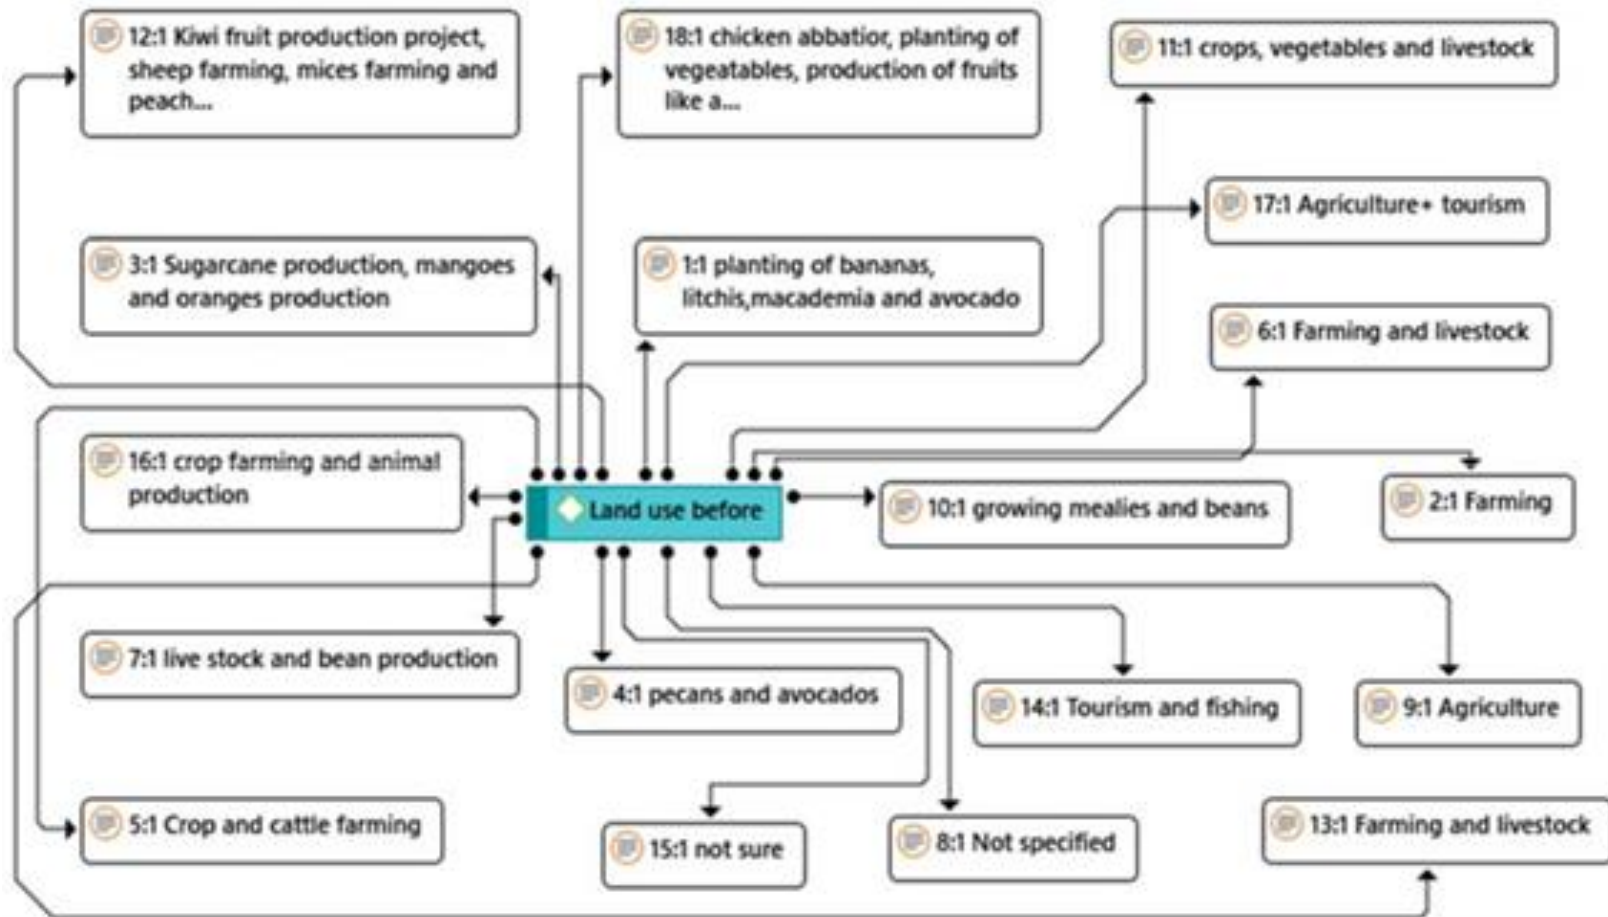 12:1 Kiwi fruit production project,
sheep farming, mices farming and
peach...
18:1 chicken abbatior, planting of
vegeatables, production of fruits
like a...
11:1 crops, vegetables and livestock
17:1 Agriculture+ tourism
3:1 Sugarcane production, mangoes
and oranges production
1:1 planting of bananas,
litchis,macademia and avocado
6:1 Farming and livestock
16:1 crop farming and animal
production
Land use before
10:1 growing mealies and beans
2:1 Farming
7:1 live stock and bean production
4:1 pecans and avocados
14:1 Tourism and fishing
9:1 Agriculture
5:1 Crop and cattle farming
15:1 not sure
8:1 Not specified
13:1 Farming and livestock